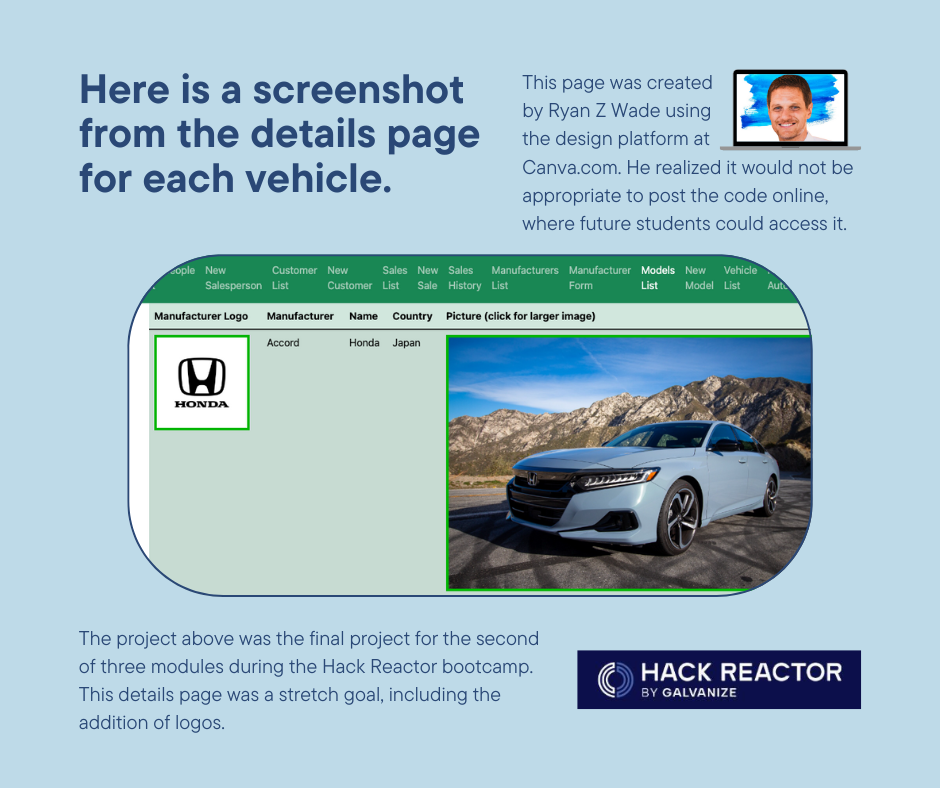 Here is a screenshot
from the details page
for each vehicle.
This page was created
by Ryan Z Wade using
the design platform at
Canva.com. He realized it would not be
appropriate to post the code online,
where future students could access it.
New Customer New Sales New Sales Manufacturers Manufacturer Models New Vehicle
Salesperson List Customer List Sale History List Form List Model List
Manufacturer Logo Manufacturer Name Country Picture (click for larger image)
Accord Honda Japan
HONDA
The project above was the final project for the second
of three modules during the Hack Reactor bootcamp.
This details page was a stretch goal, including the
addition of logos.
HACK REACTOR
BY GALVANIZE